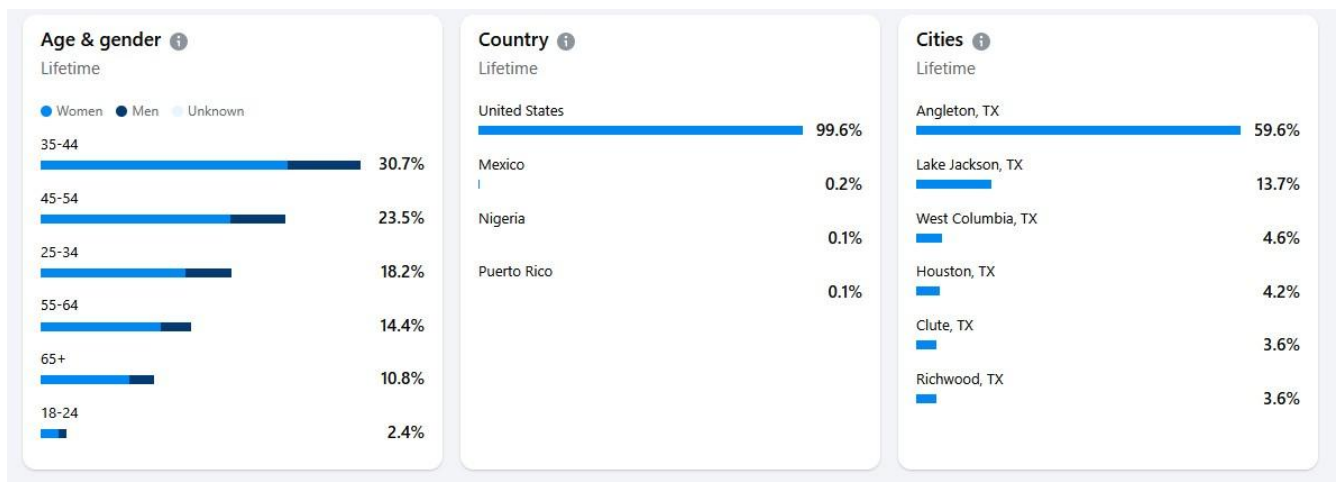 Age & gender
Lifetime
Women Men Unknown
35-44
30.7%
45-54
23.5%
25-34
18.2%
55-64
14.4%
65+
10.8%
18-24
2.4%
Country
Lifetime
United States
99.6%
Mexico
0.2%
Nigeria
0.1%
Puerto Rico
0.1%
Cities
Lifetime
Angleton, TX
59.6%
Lake Jackson, TX
13.7%
West Columbia, TX
4.6%
Houston, TX
4.2%
Clute, TX
3.6%
Richwood, TX
3.6%